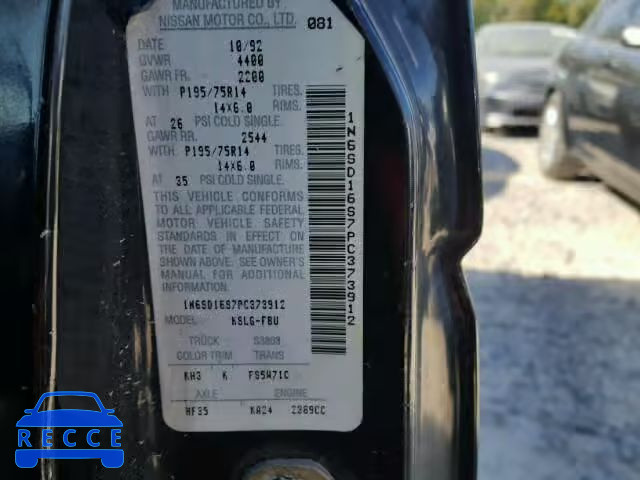 MANUFACTURED BY
NISSAN MOTOR CO., LTD. 081
DATE 10/92
GVWR 4400
GAWR FR. 2200
WITH P195/75R14 TIRES.
14X6.0 RIMS.
AT 26 PSI COLD SINGLE.
GAWR RR. 2544
WITH P195/75R14 TIRES.
14X6.0 RIMS.
AT 35 PSI COLD SINGLE.
THIS VEHICLE CONFORMS
TO ALL APPLICABLE FEDERAL
MOTOR VEHICLE SAFETY
STANDARDS IN EFFECT ON
THE DATE OF MANUFACTURE
SHOWN ABOVE. SEE OWNER'S
MANUAL FOR ADDITIONAL
INFORMATION.
1N6SD16S7PC373912
MODEL KSLG-FBU
TRUCK S3803
COLOR TRIM TRANS
KH3 K FS5W71C
AXLE ENGINE
HF35 KA24 2389CC
1N6SD16S7PC373912
RECCE